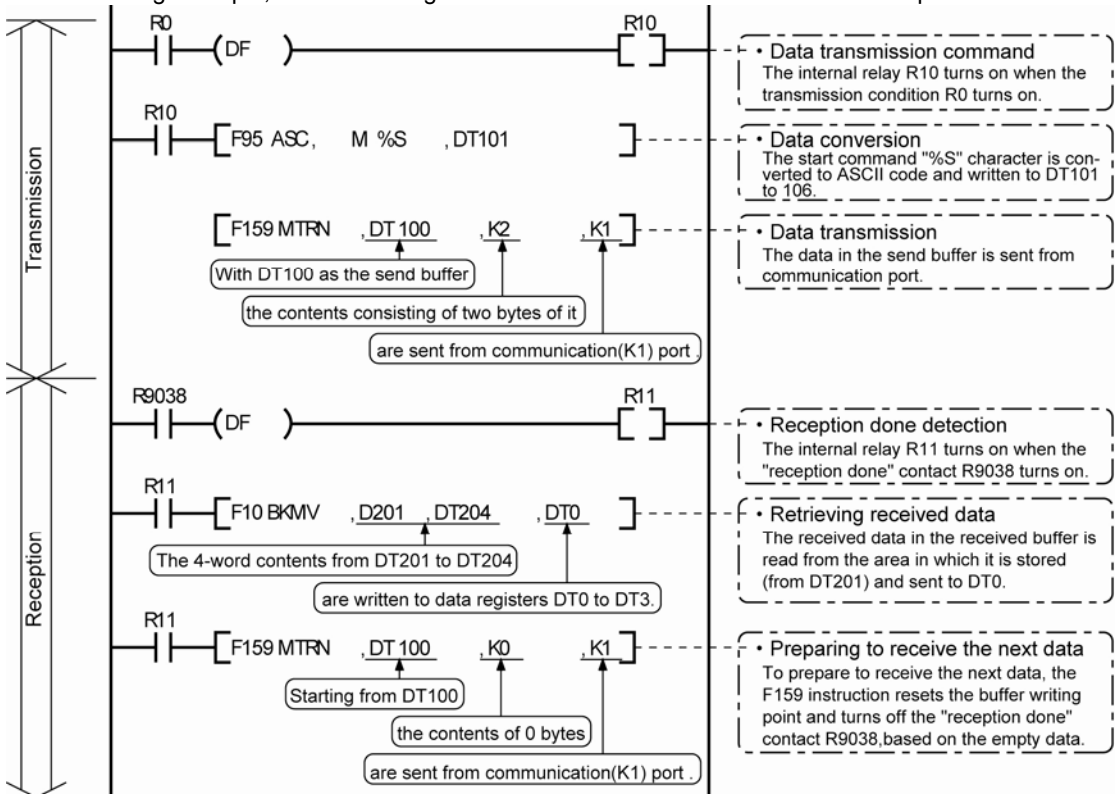 R0
R10
(DF )
• Data transmission command
The internal relay R10 turns on when the
transmission condition R0 turns on.
R10
F95 ASC, M %S , DT101
• Data conversion
The start command "%S" character is con-
verted to ASCII code and written to DT101
to 106.
Transmission
F159 MTRN , DT 100 , K2 , K1
• Data transmission
The data in the send buffer is sent from
communication port.
With DT100 as the send buffer
the contents consisting of two bytes of it
are sent from communication(K1) port .
R9038
R11
(DF )
• Reception done detection
The internal relay R11 turns on when the
"reception done" contact R9038 turns on.
R11
F10 BKMV , D201 , DT204 , DT0
• Retrieving received data
The received data in the received buffer is
read from the area in which it is stored
(from DT201) and sent to DT0.
The 4-word contents from DT201 to DT204
are written to data registers DT0 to DT3.
Reception
R11
F159 MTRN , DT 100 , K0 , K1
• Preparing to receive the next data
To prepare to receive the next data, the
F159 instruction resets the buffer writing
point and turns off the "reception done"
contact R9038,based on the empty data.
Starting from DT100
the contents of 0 bytes
are sent from communication(K1) port .